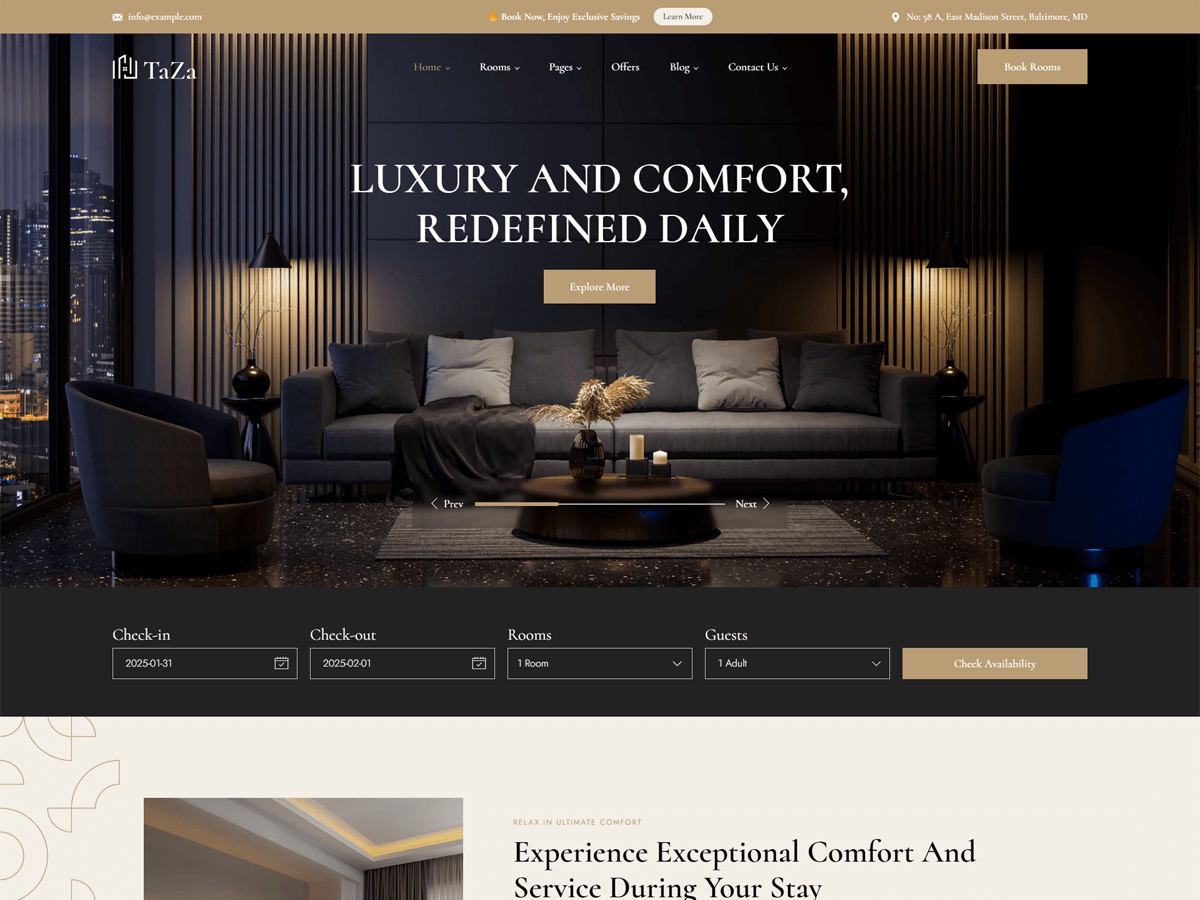 info@example.com
Book Now, Enjoy Exclusive Savings
Learn More
No: 58 A, East Madison Street, Baltimore, MD
TaZa
Home
Rooms
Pages
Offers
Blog
Contact Us
Book Rooms
LUXURY AND COMFORT,
REDEFINED DAILY
Explore More
Prev
Next
Check-in
Check-out
Rooms
Guests
2025-01-31
2025-02-01
1 Room
1 Adult
Check Availability
RELAX IN ULTIMATE COMFORT
Experience Exceptional Comfort And
Service During Your Stay